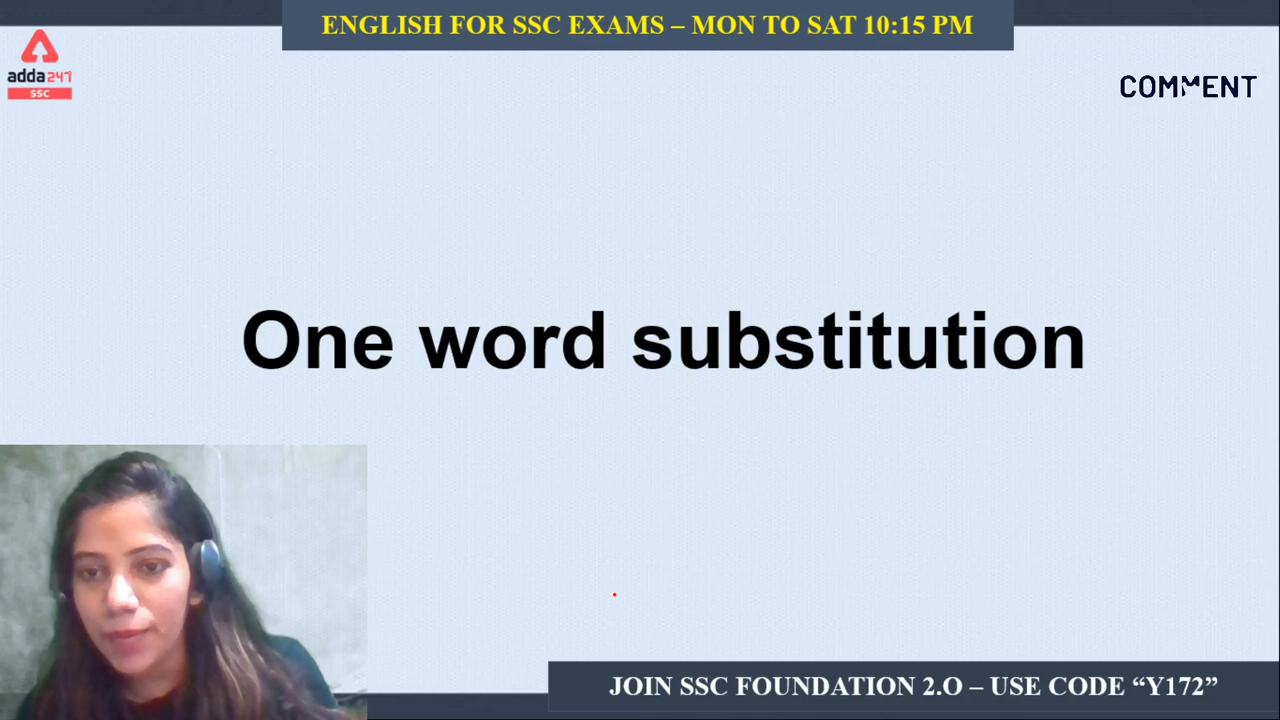 ENGLISH FOR SSC EXAMS – MON TO SAT 10:15 PM
adda247
SSC
COMMENT
One word substitution
JOIN SSC FOUNDATION 2.O – USE CODE “Y172”